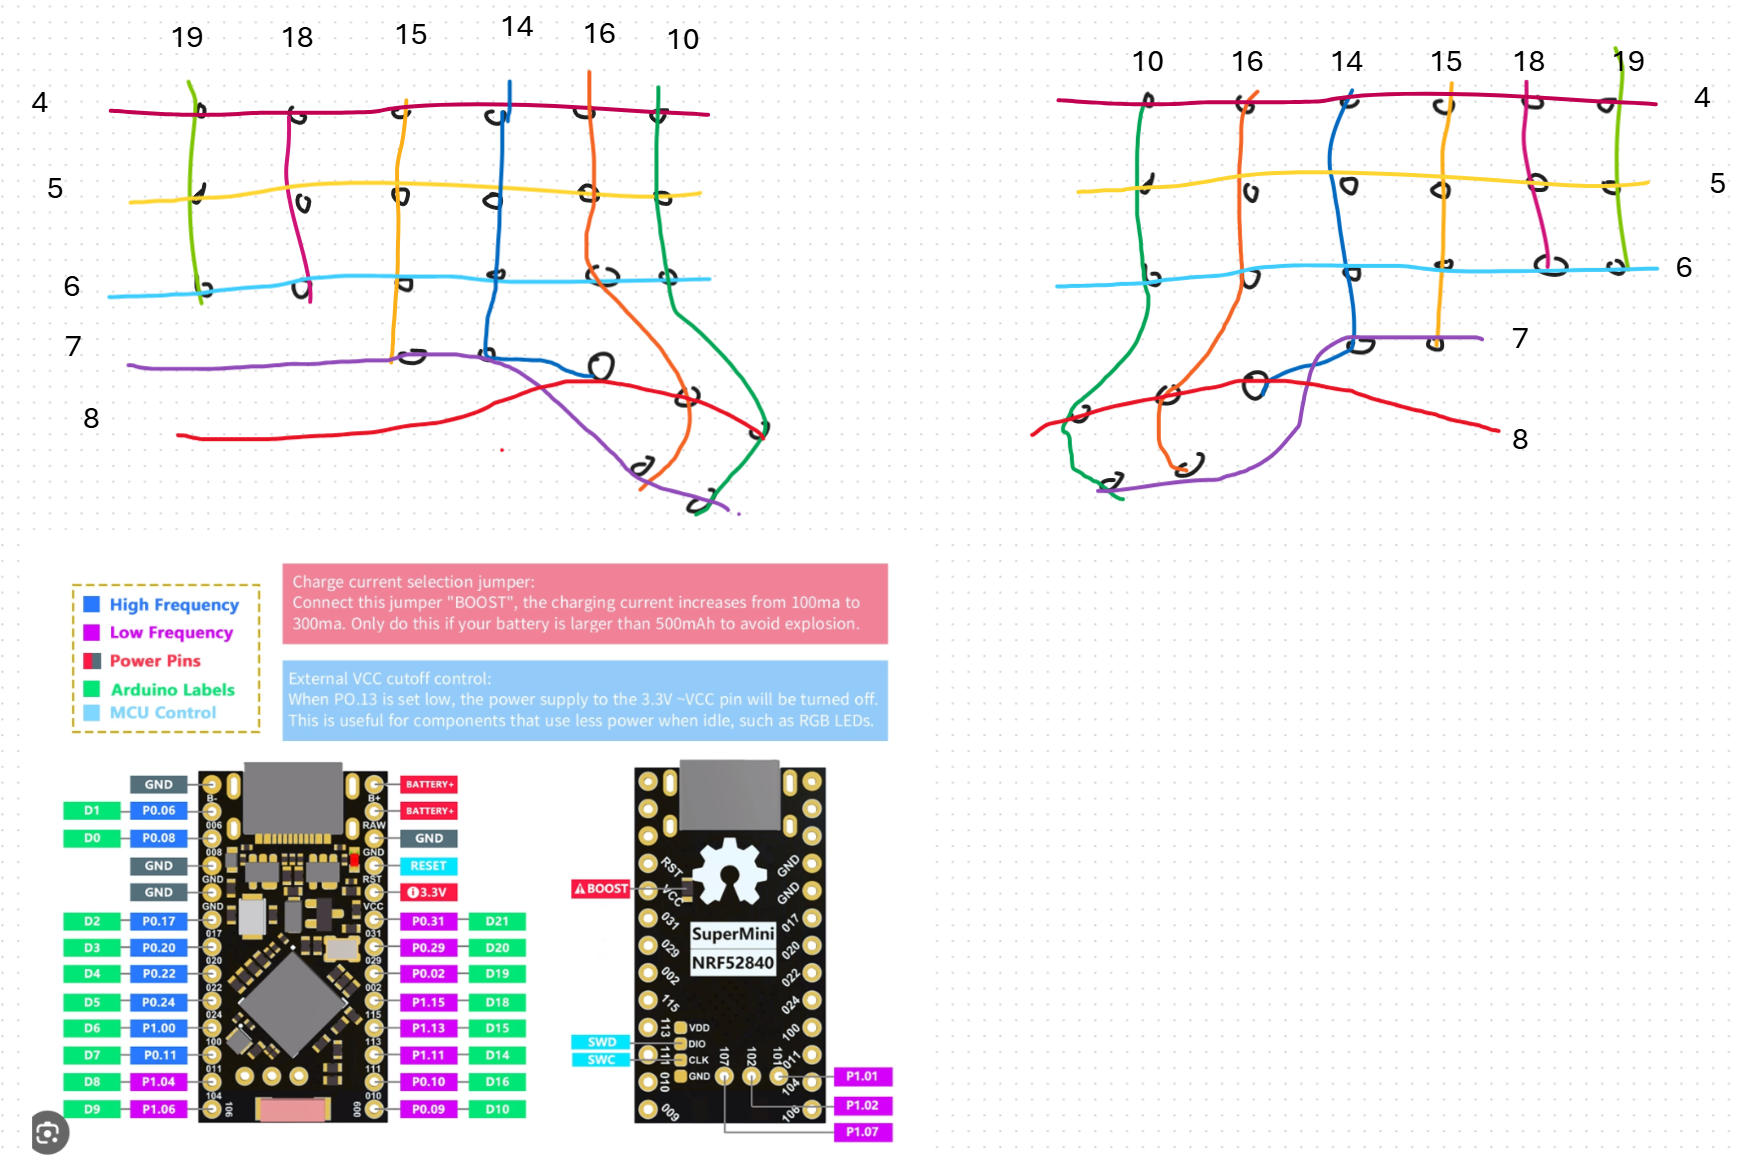 19 18 15 14 16 10
4
5
6
7
8
10 16 14 15 18 19
4
5
6
7
8
High Frequency
Low Frequency
Power Pins
Arduino Labels
MCU Control
Charge current selection jumper:
Connect this jumper "BOOST", the charging current increases from 100ma to
300ma. Only do this if your battery is larger than 500mAh to avoid explosion.
External VCC cutoff control:
When PO.13 is set low, the power supply to the 3.3V ~VCC pin will be turned off.
This is useful for components that use less power when idle, such as RGB LEDs.
GND
D1 P0.06
D0 P0.08
GND
GND
D2 P0.17
D3 P0.20
D4 P0.22
D5 P0.24
D6 P1.00
D7 P0.11
D8 P1.04
D9 P1.06
B-
006
008
GND
GND
017
020
022
024
100
011
104
106
B+
RAW
GND
RST
VCC
031
029
002
115
113
111
010
009
BATTERY+
BATTERY+
GND
RESET
3.3V
P0.31 D21
P0.29 D20
P0.02 D19
P1.15 D18
P1.13 D15
P1.11 D14
P0.10 D16
P0.09 D10
BOOST
SWD
SWC
RST
VCC
031
029
002
115
113
111
010
009
SuperMini
NRF52840
VDD
DIO
CLK
GND
107 102 101
GND
GND
017
020
022
024
100
011
104
106
P1.01
P1.02
P1.07